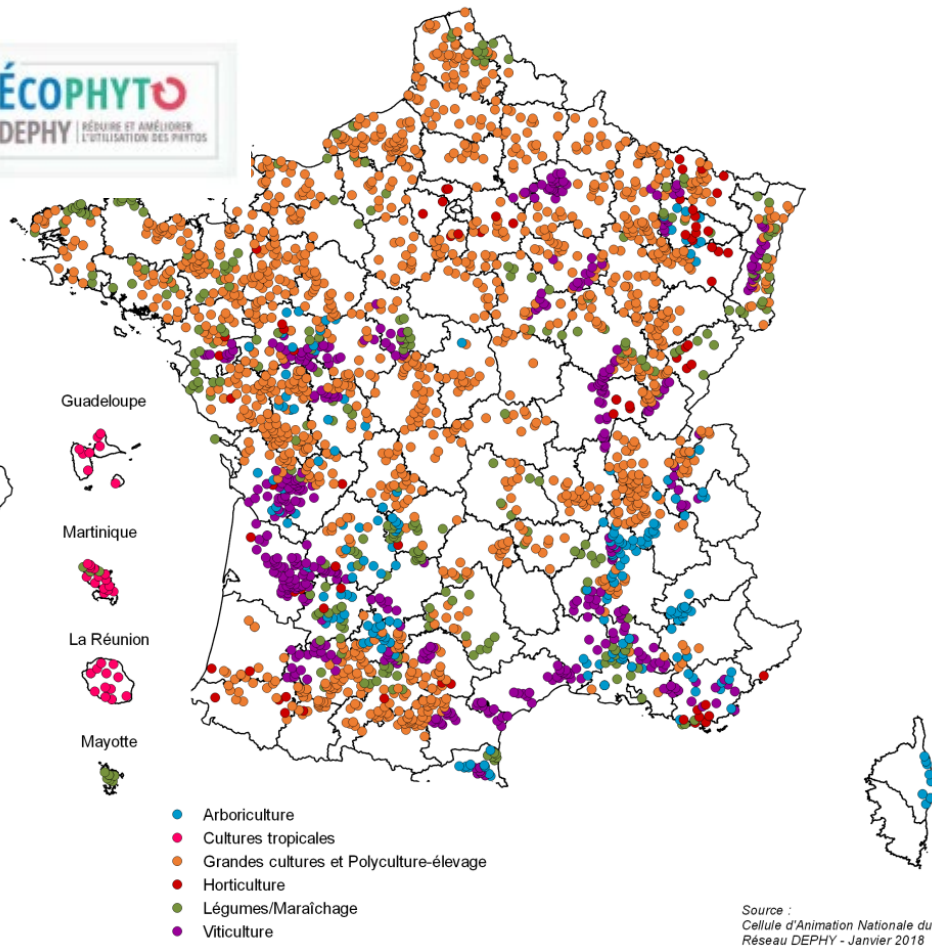 ÉCOPHYTO
DEPHY RÉDUIRE ET AMÉLIORER
L'UTILISATION DES PHYTOS
Guadeloupe
Martinique
La Réunion
Mayotte
Arboriculture
Cultures tropicales
Grandes cultures et Polyculture-élevage
Horticulture
Légumes/Maraîchage
Viticulture
Source :
Cellule d'Animation Nationale du
Réseau DEPHY - Janvier 2018